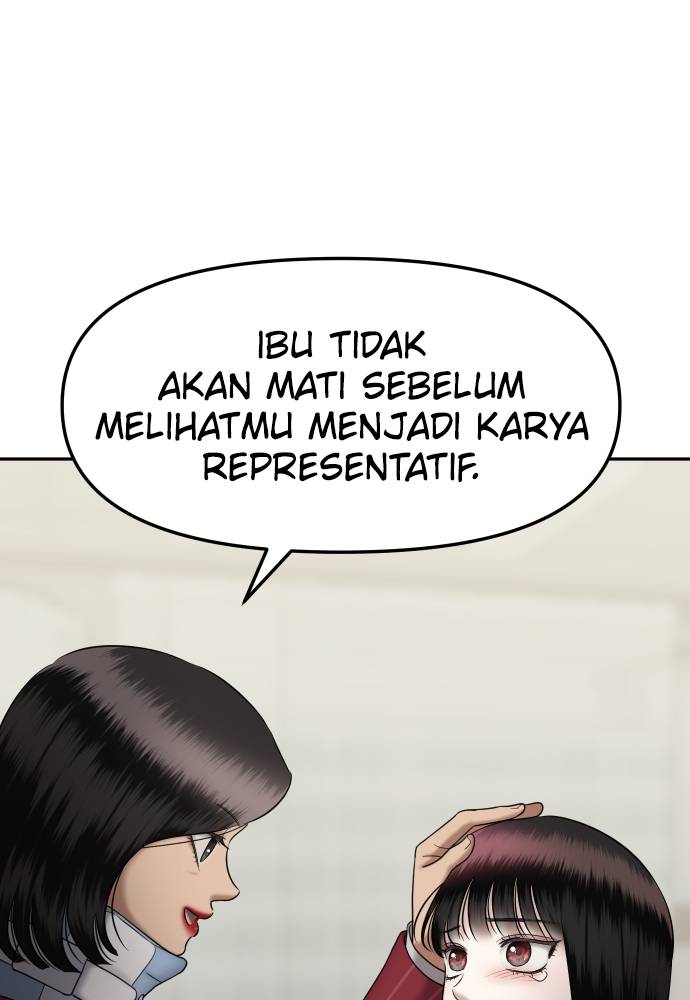 IBU TIDAK
AKAN MATI SEBELUM
MELIHATMU MENJADI KARYA
REPRESENTATIF.